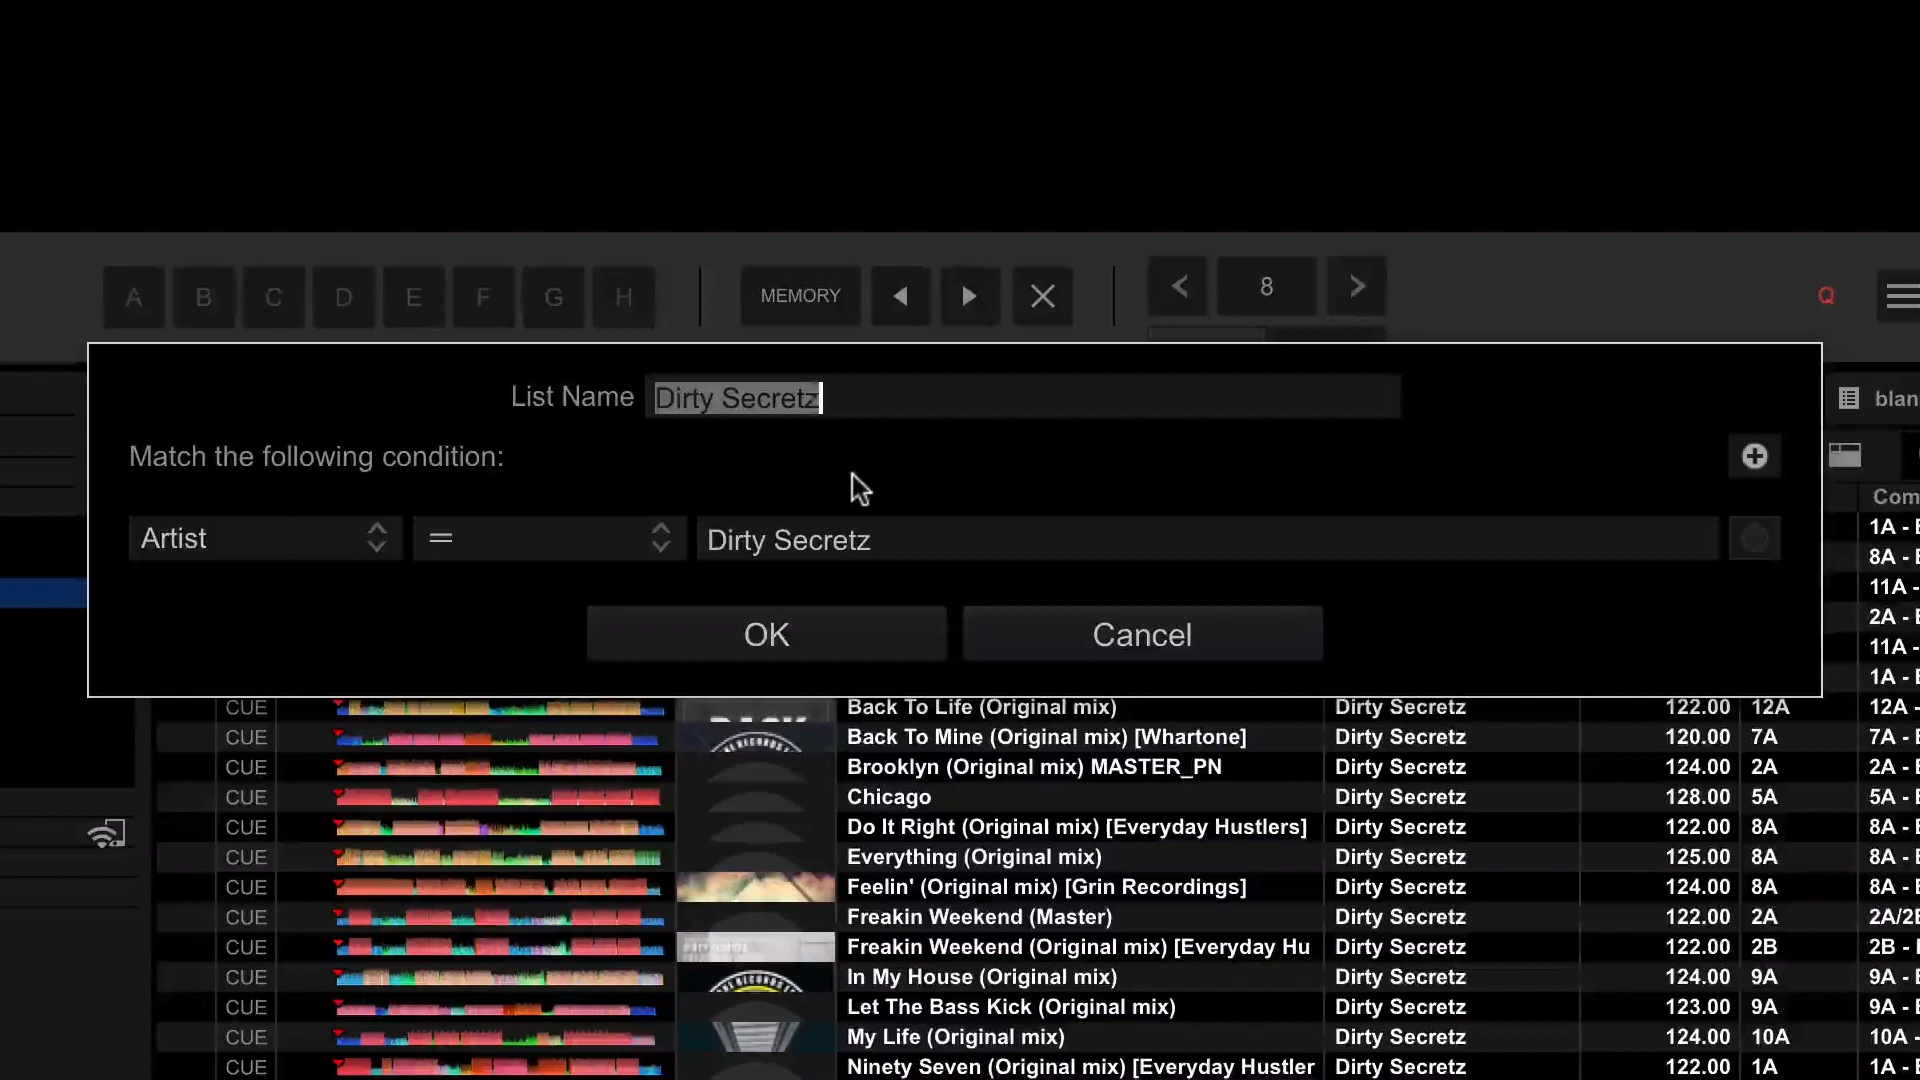 A B C D E F G H MEMORY 8 Q
List Name Dirty Secretz
blan
Match the following condition:
Com
Artist = Dirty Secretz
1A - E
8A - E
11A -
2A - E
11A -
1A - E
OK Cancel
CUE Back To Life (Original mix) Dirty Secretz 122.00 12A 12A -
CUE Back To Mine (Original mix) [Whartone] Dirty Secretz 120.00 7A 7A - E
CUE Brooklyn (Original mix) MASTER_PN Dirty Secretz 124.00 2A 2A - E
CUE Chicago Dirty Secretz 128.00 5A 5A - E
CUE Do It Right (Original mix) [Everyday Hustlers] Dirty Secretz 122.00 8A 8A - E
CUE Everything (Original mix) Dirty Secretz 125.00 8A 8A - E
CUE Feelin' (Original mix) [Grin Recordings] Dirty Secretz 124.00 8A 8A - E
CUE Freakin Weekend (Master) Dirty Secretz 122.00 2A 2A/2E
CUE Freakin Weekend (Original mix) [Everyday Hu Dirty Secretz 122.00 2B 2B - E
CUE In My House (Original mix) Dirty Secretz 124.00 9A 9A - E
CUE Let The Bass Kick (Original mix) Dirty Secretz 123.00 9A 9A - E
CUE My Life (Original mix) Dirty Secretz 124.00 10A 10A -
CUE Ninety Seven (Original mix) [Everyday Hustler Dirty Secretz 122.00 1A 1A - E